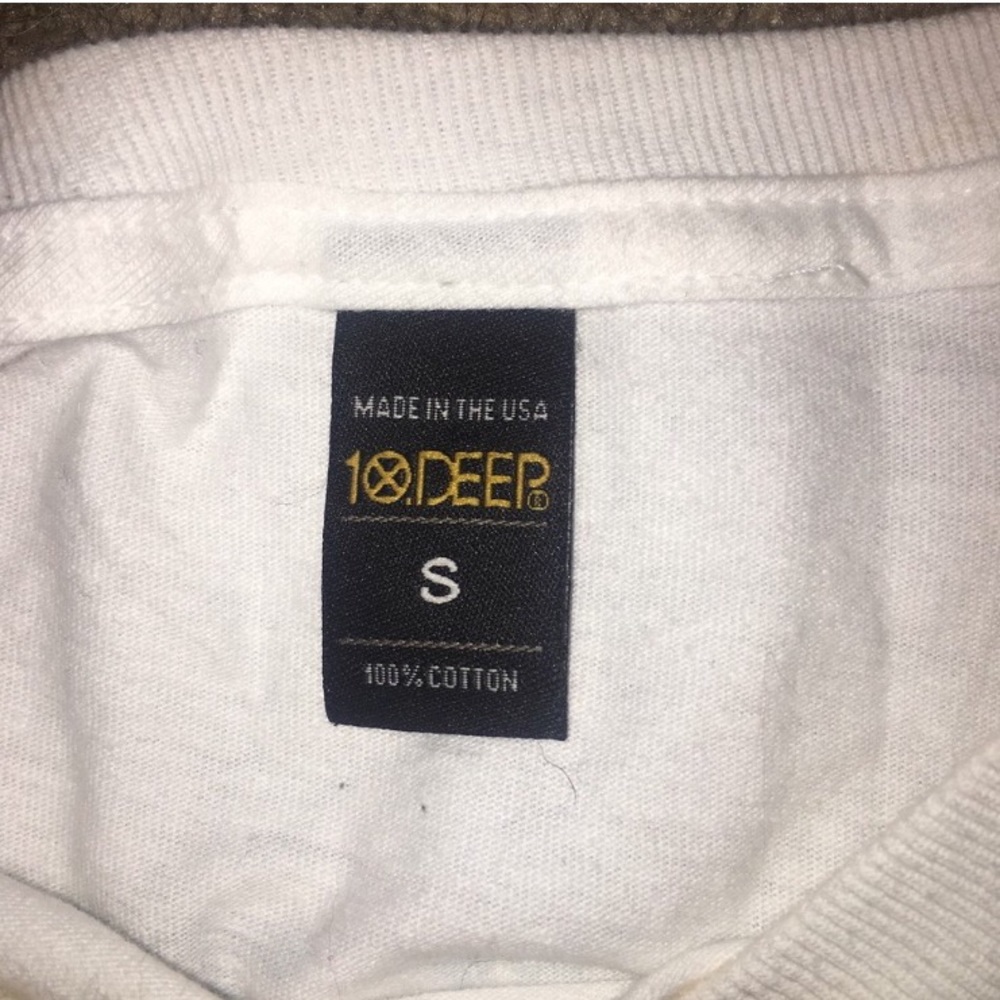 MADE IN THE USA
10.DEEP®
S
100% COTTON